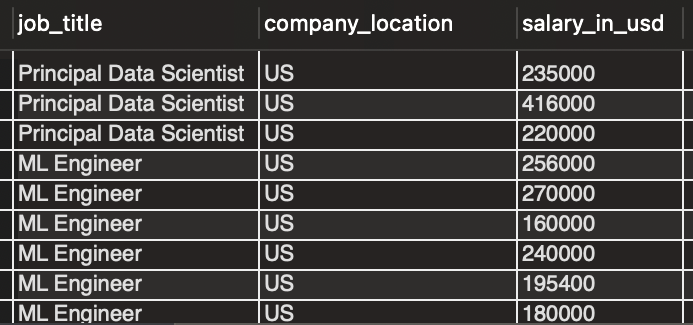 job_title company_location salary_in_usd
Principal Data Scientist US 235000
Principal Data Scientist US 416000
Principal Data Scientist US 220000
ML Engineer US 256000
ML Engineer US 270000
ML Engineer US 160000
ML Engineer US 240000
ML Engineer US 195400
ML Engineer US 180000